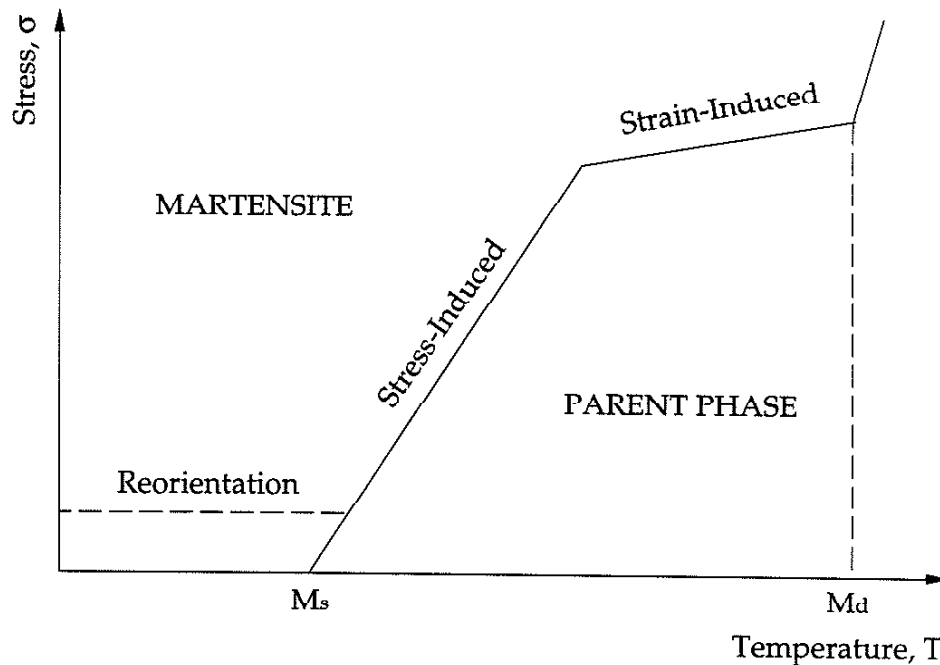 Stress, σ
Strain-Induced
MARTENSITE
Stress-Induced
PARENT PHASE
Reorientation
Ms
Md
Temperature, T